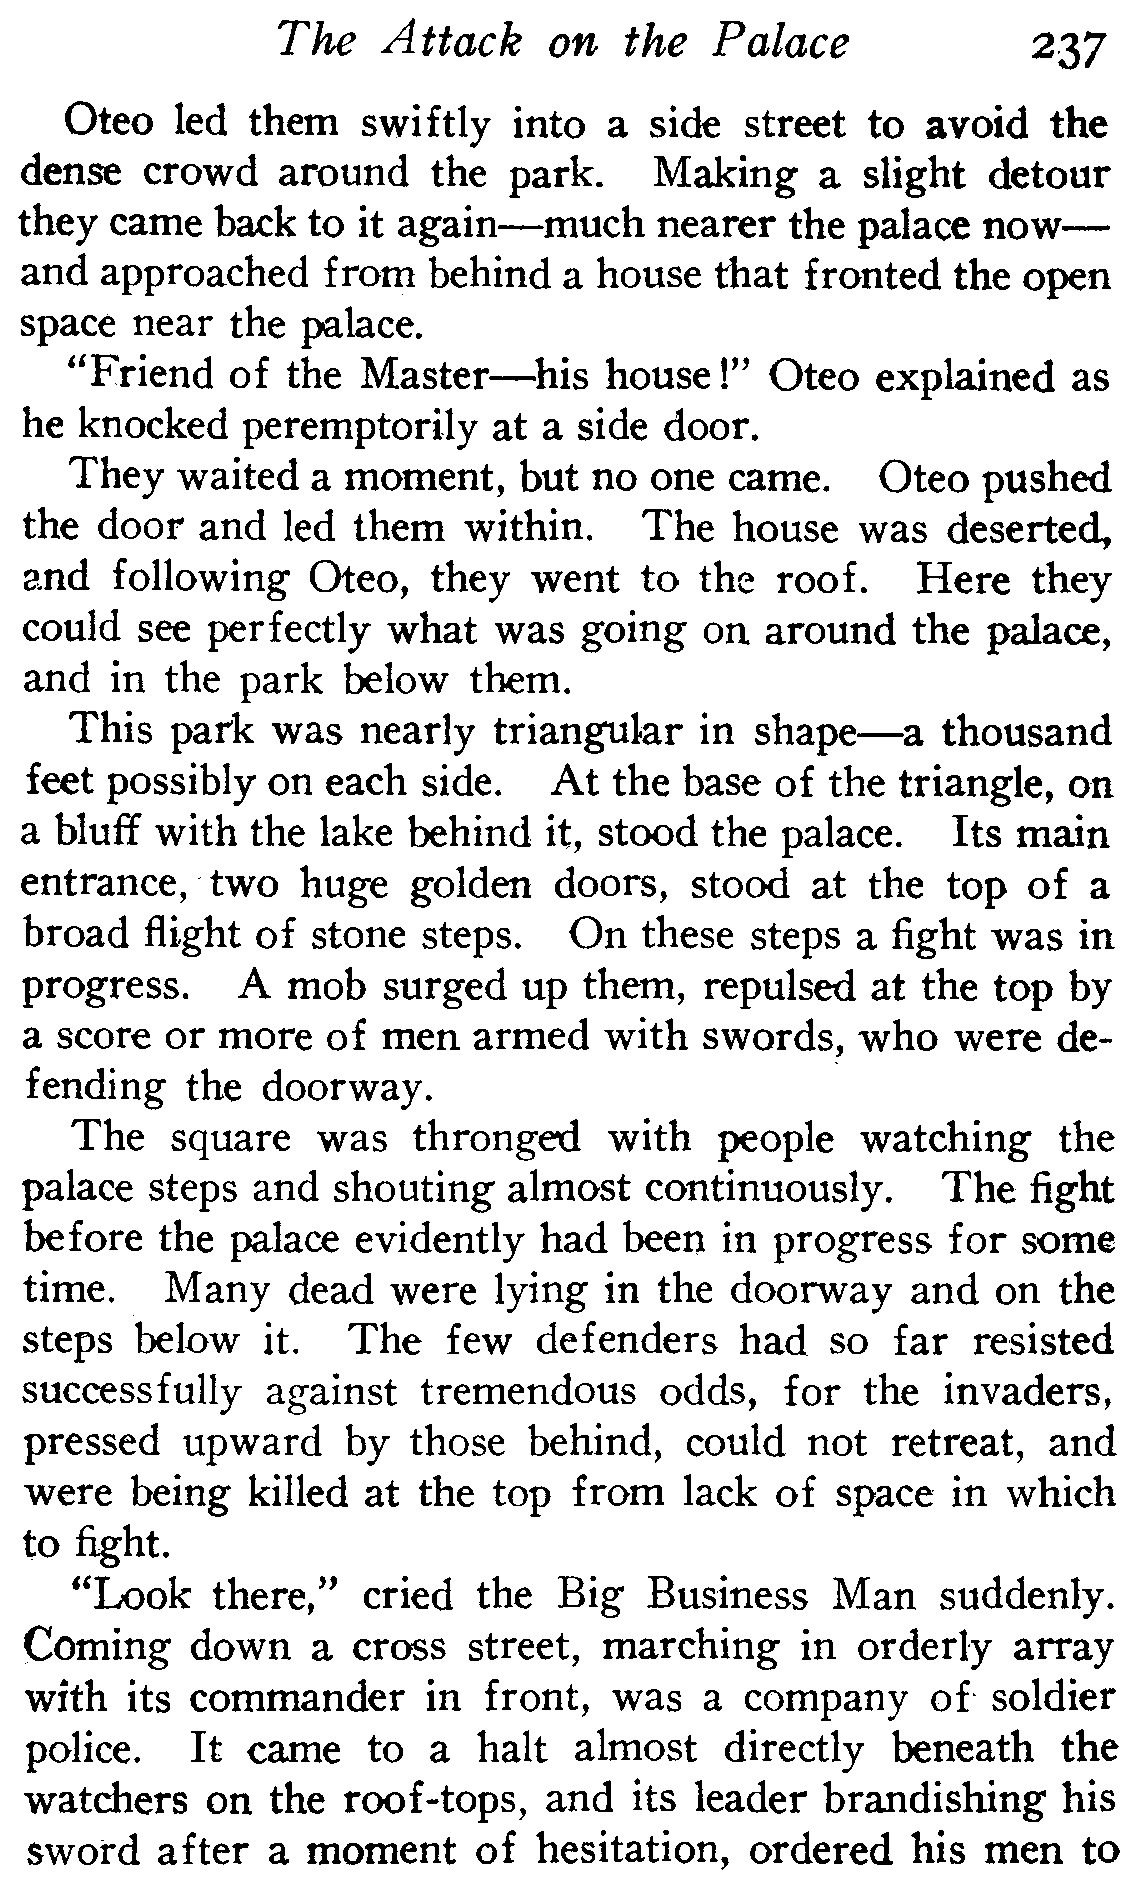 The Attack on the Palace 237
Oteo led them swiftly into a side street to avoid the
dense crowd around the park. Making a slight detour
they came back to it again—much nearer the palace now—
and approached from behind a house that fronted the open
space near the palace.
"Friend of the Master—his house!" Oteo explained as
he knocked peremptorily at a side door.
They waited a moment, but no one came. Oteo pushed
the door and led them within. The house was deserted,
and following Oteo, they went to the roof. Here they
could see perfectly what was going on around the palace,
and in the park below them.
This park was nearly triangular in shape—a thousand
feet possibly on each side. At the base of the triangle, on
a bluff with the lake behind it, stood the palace. Its main
entrance, two huge golden doors, stood at the top of a
broad flight of stone steps. On these steps a fight was in
progress. A mob surged up them, repulsed at the top by
a score or more of men armed with swords, who were de-
fending the doorway.
The square was thronged with people watching the
palace steps and shouting almost continuously. The fight
before the palace evidently had been in progress for some
time. Many dead were lying in the doorway and on the
steps below it. The few defenders had so far resisted
successfully against tremendous odds, for the invaders,
pressed upward by those behind, could not retreat, and
were being killed at the top from lack of space in which
to fight.
"Look there," cried the Big Business Man suddenly.
Coming down a cross street, marching in orderly array
with its commander in front, was a company of soldier
police. It came to a halt almost directly beneath the
watchers on the roof-tops, and its leader brandishing his
sword after a moment of hesitation, ordered his men to